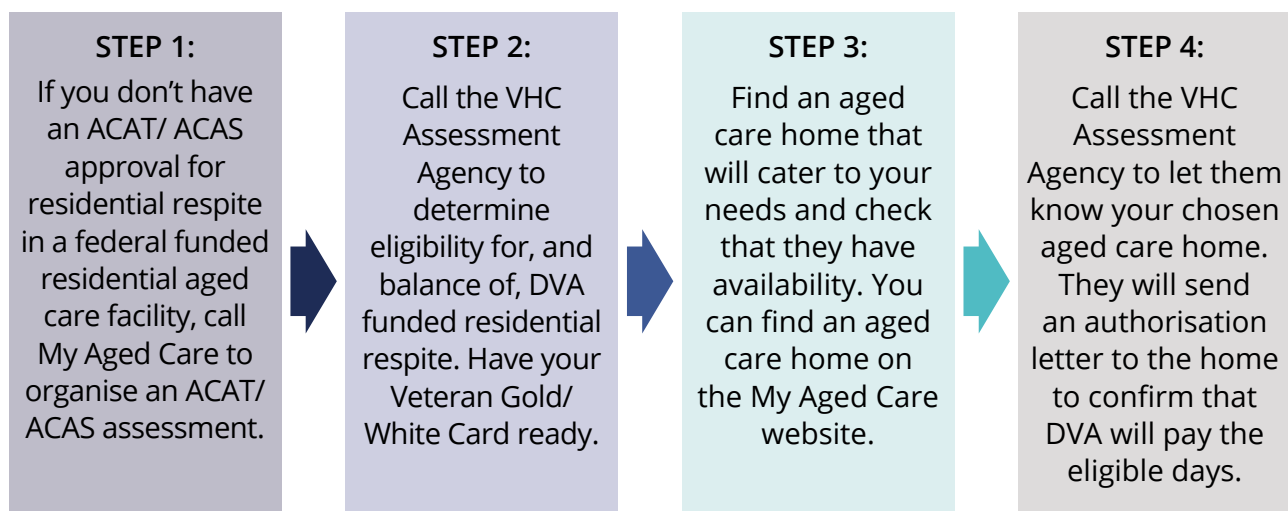 STEP 1:
If you don’t have
an ACAT/ ACAS
approval for
residential respite
in a federal funded
residential aged
care facility, call
My Aged Care to
organise an ACAT/
ACAS assessment.
STEP 2:
Call the VHC
Assessment
Agency to
determine
eligibility for, and
balance of, DVA
funded residential
respite. Have your
Veteran Gold/
White Card ready.
STEP 3:
Find an aged
care home that
will cater to your
needs and check
that they have
availability. You
can find an aged
care home on
the My Aged Care
website.
STEP 4:
Call the VHC
Assessment
Agency to let them
know your chosen
aged care home.
They will send
an authorisation
letter to the home
to confirm that
DVA will pay the
eligible days.